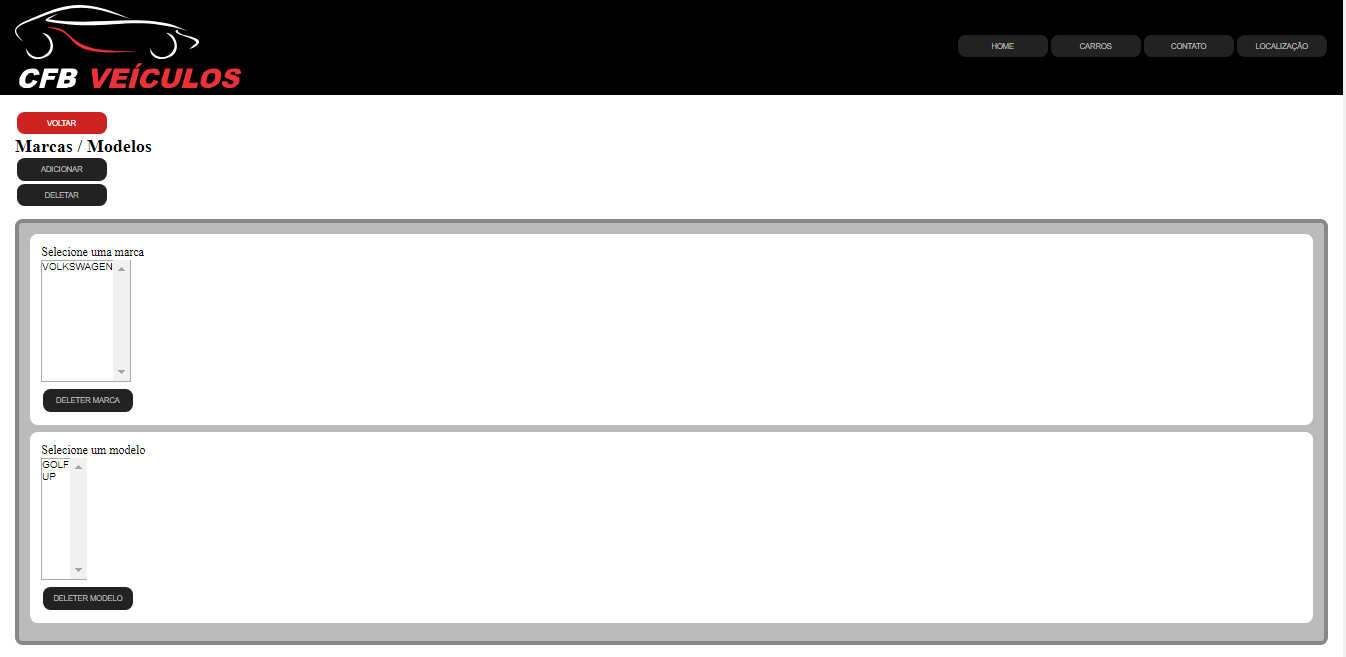 CFB VEÍCULOS
HOME CARROS CONTATO LOCALIZAÇÃO
VOLTAR
Marcas / Modelos
ADICIONAR
DELETAR
Selecione uma marca
VOLKSWAGEN
DELETER MARCA
Selecione um modelo
GOLF
UP
DELETER MODELO